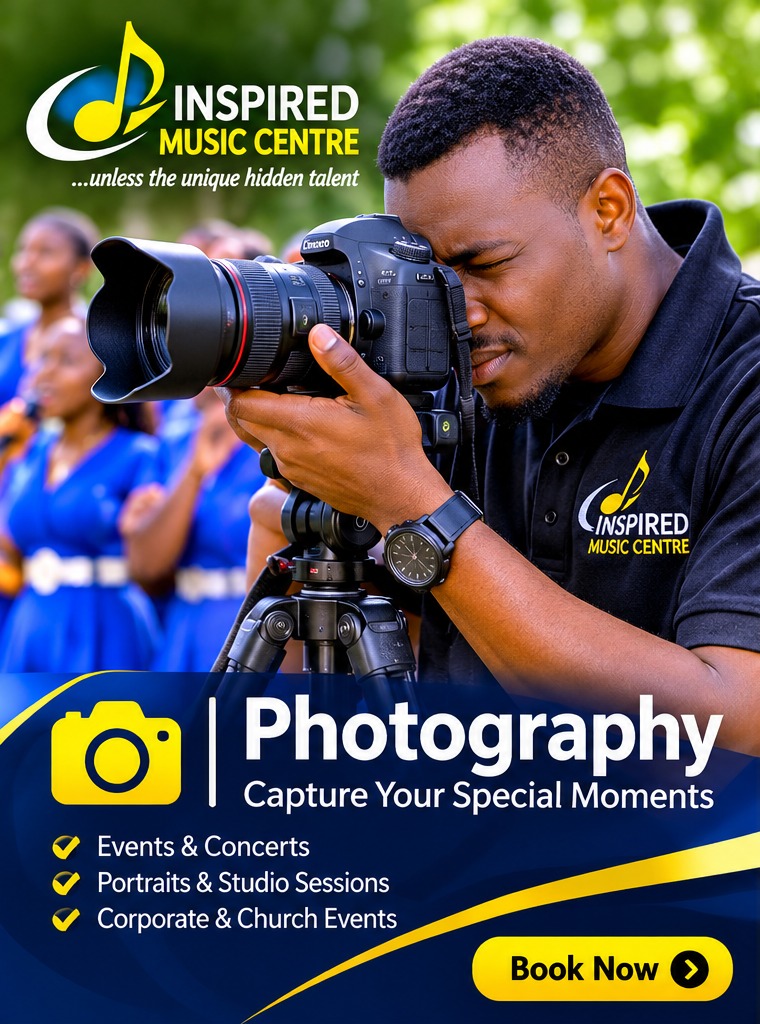 INSPIRED
MUSIC CENTRE
...unless the unique hidden talent
INSPIRED
MUSIC CENTRE
Photography
Capture Your Special Moments
Events & Concerts
Portraits & Studio Sessions
Corporate & Church Events
Book Now